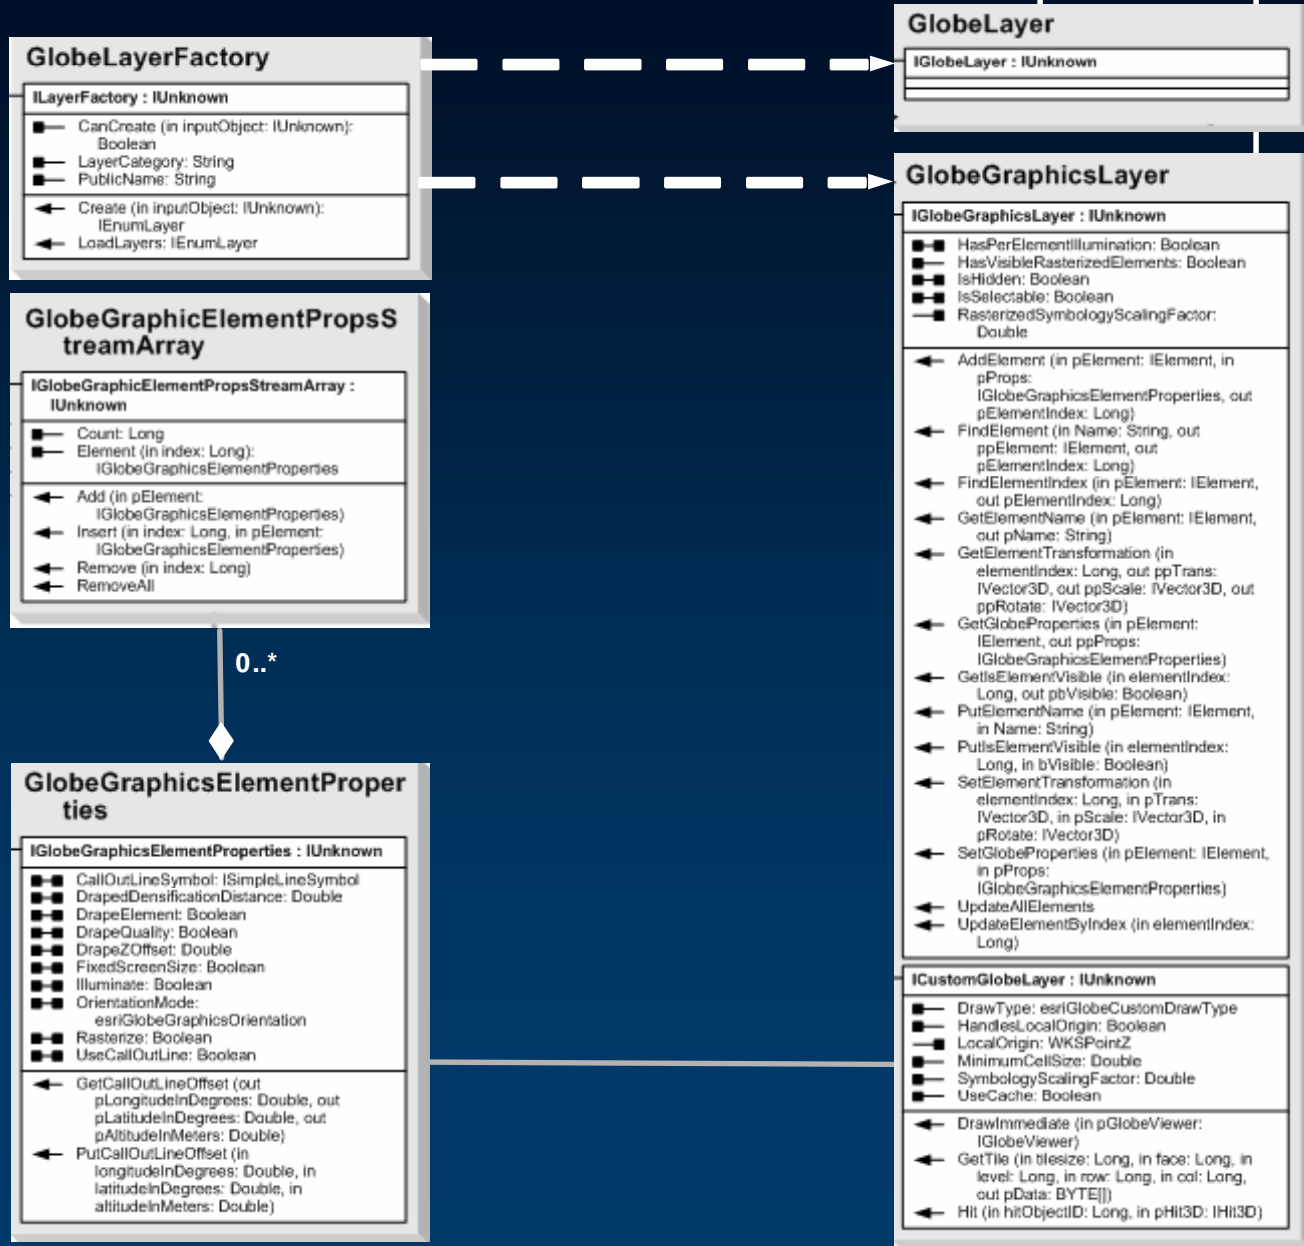 GlobeLayerFactory
ILayerFactory : IUnknown
CanCreate (in inputObject: IUnknown):
Boolean
LayerCategory: String
PublicName: String
Create (in inputObject: IUnknown):
IEnumLayer
LoadLayers: IEnumLayer
GlobeGraphicElementPropsS
treamArray
IGlobeGraphicElementPropsStreamArray :
IUnknown
Count: Long
Element (in index: Long):
IGlobeGraphicsElementProperties
Add (in pElement:
IGlobeGraphicsElementProperties)
Insert (in index: Long, in pElement:
IGlobeGraphicsElementProperties)
Remove (in index: Long)
RemoveAll
0..*
GlobeGraphicsElementProper
ties
IGlobeGraphicsElementProperties : IUnknown
CallOutLineSymbol: ISimpleLineSymbol
DrapedDensificationDistance: Double
DrapeElement: Boolean
DrapeQuality: Boolean
DrapeZOffset: Double
FixedScreenSize: Boolean
Illuminate: Boolean
OrientationMode:
esriGlobeGraphicsOrientation
Rasterize: Boolean
UseCallOutLine: Boolean
GetCallOutLineOffset (out
pLongitudeInDegrees: Double, out
pLatitudeInDegrees: Double, out
pAltitudeInMeters: Double)
PutCallOutLineOffset (in
longitudeInDegrees: Double, in
latitudeInDegrees: Double, in
altitudeInMeters: Double)
GlobeLayer
IGlobeLayer : IUnknown
GlobeGraphicsLayer
IGlobeGraphicsLayer : IUnknown
HasPerElementIllumination: Boolean
HasVisibleRasterizedElements: Boolean
IsHidden: Boolean
IsSelectable: Boolean
RasterizedSymbologyScalingFactor:
Double
AddElement (in pElement: IElement, in
pProps:
IGlobeGraphicsElementProperties, out
pElementIndex: Long)
FindElement (in Name: String, out
ppElement: IElement, out
pElementIndex: Long)
FindElementIndex (in pElement: IElement,
out pElementIndex: Long)
GetElementName (in pElement: IElement,
out pName: String)
GetElementTransformation (in
elementIndex: Long, out ppTrans:
IVector3D, out ppScale: IVector3D, out
ppRotate: IVector3D)
GetGlobeProperties (in pElement:
IElement, out ppProps:
IGlobeGraphicsElementProperties)
GetIsElementVisible (in elementIndex:
Long, out pbVisible: Boolean)
PutElementName (in pElement: IElement,
in Name: String)
PutIsElementVisible (in elementIndex:
Long, in bVisible: Boolean)
SetElementTransformation (in
elementIndex: Long, in pTrans:
IVector3D, in pScale: IVector3D, in
pRotate: IVector3D)
SetGlobeProperties (in pElement: IElement,
in pProps:
IGlobeGraphicsElementProperties)
UpdateAllElements
UpdateElementByIndex (in elementIndex:
Long)
ICustomGlobeLayer : IUnknown
DrawType: esriGlobeCustomDrawType
HandlesLocalOrigin: Boolean
LocalOrigin: WKSPointZ
MinimumCellSize: Double
SymbologyScalingFactor: Double
UseCache: Boolean
DrawImmediate (in pGlobeViewer:
IGlobeViewer)
GetTile (in tilesize: Long, in face: Long, in
level: Long, in row: Long, in col: Long,
out pData: BYTE[])
Hit (in hitObjectID: Long, in pHit3D: IHit3D)